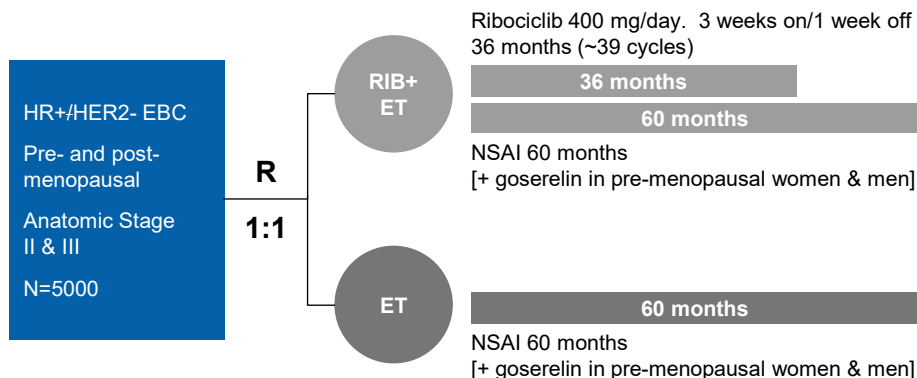 HR+/HER2- EBC
Pre- and post-
menopausal
Anatomic Stage
II & III
N=5000
R
1:1
RIB+
ET
Ribociclib 400 mg/day.  3 weeks on/1 week off
36 months (~39 cycles)
36 months
60 months
NSAI 60 months
[+ goserelin in pre-menopausal women & men]
ET
60 months
NSAI 60 months
[+ goserelin in pre-menopausal women & men]